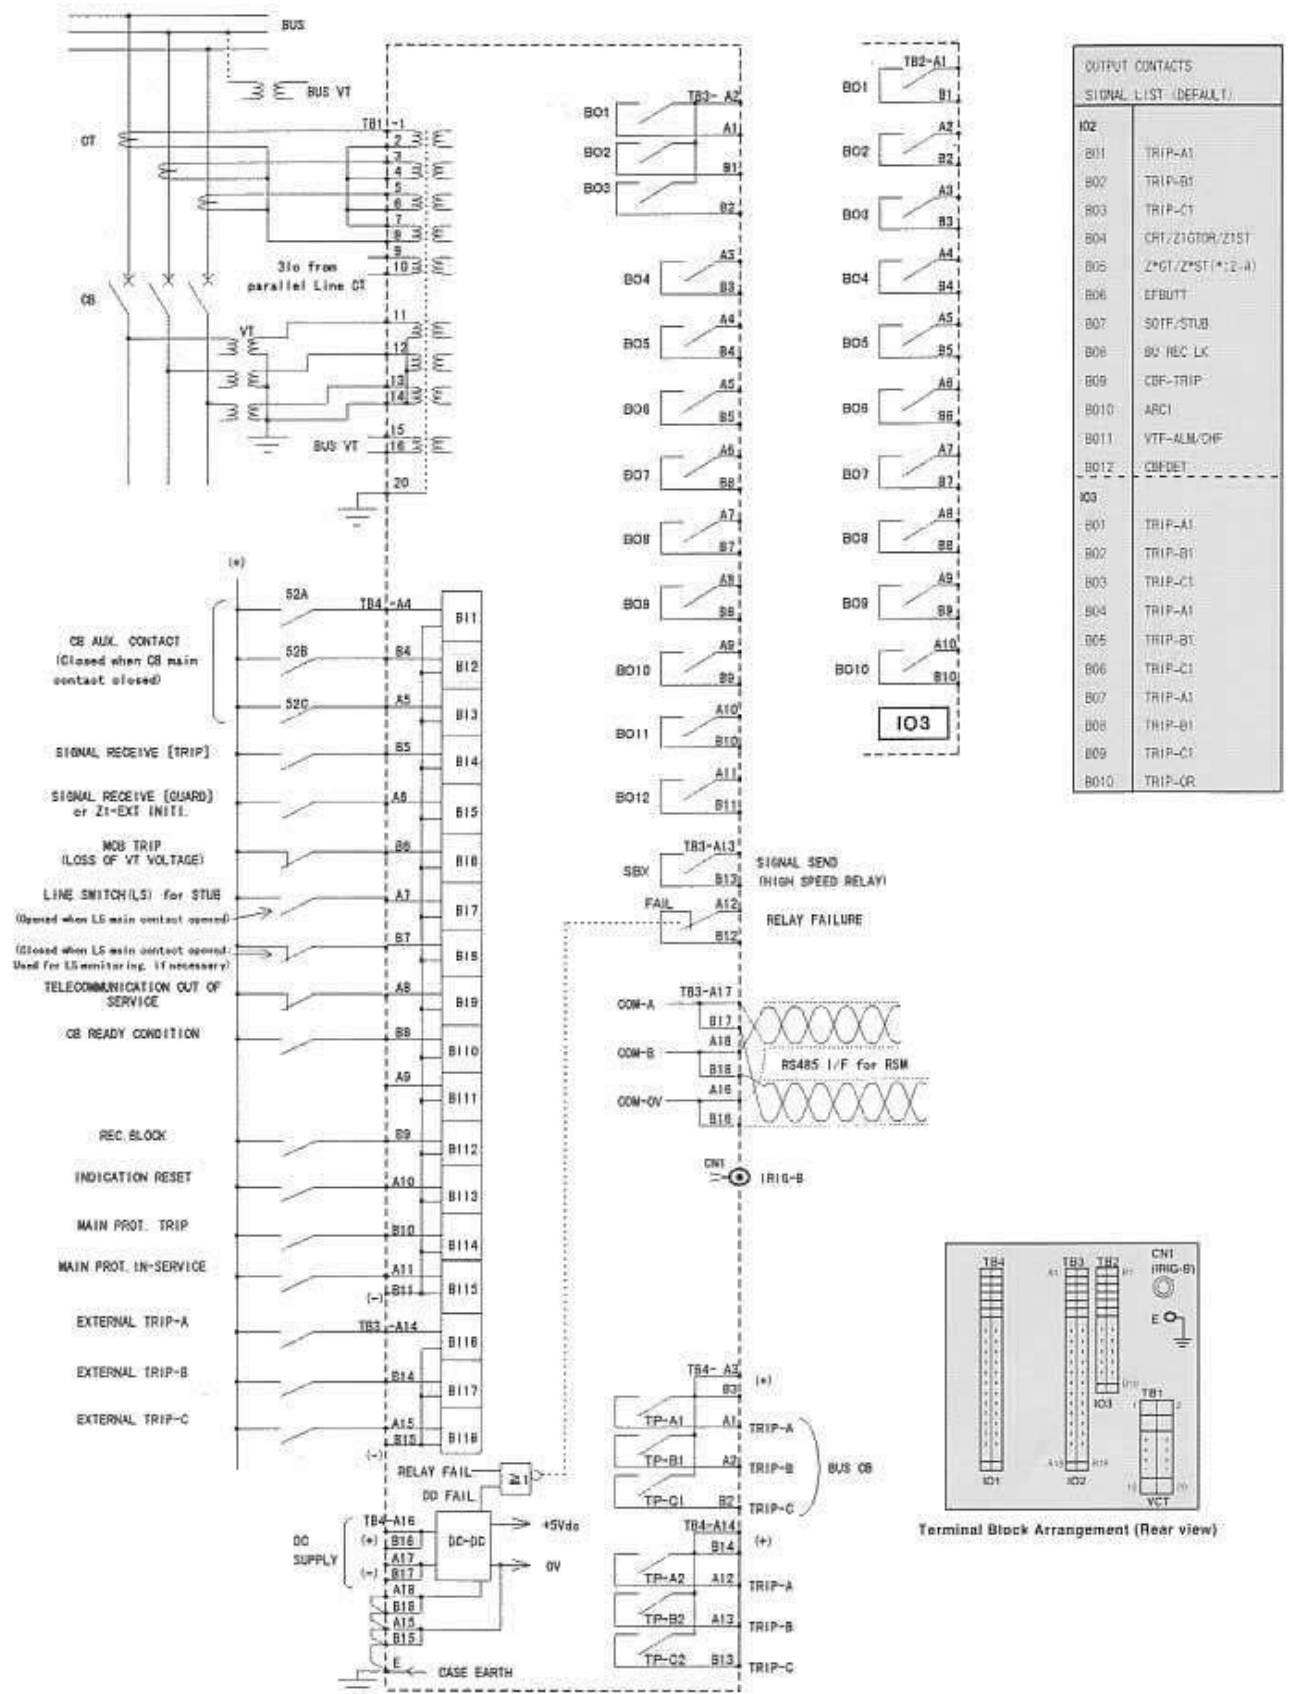 BUS
BUS VT
CT
TB1 -1
2
3
4
5
6
7
8
9
10
3Io from
parallel Line CT
CB
VT
11
12
13
14
BUS VT
15
16
20
(+)
CB AUX. CONTACT
(Closed when CB main
contact closed)
52A
TB4 -A4
BI1
52B
B4
BI2
52C
A5
BI3
SIGNAL RECEIVE [TRIP]
B5
BI4
SIGNAL RECEIVE [GUARD]
or Z1-EXT INITI.
A6
BI5
MCB TRIP
(LOSS OF VT VOLTAGE)
B6
BI6
LINE SWITCH(LS) for STUB
(Opened when LS main contact opened)
A7
BI7
(Closed when LS main contact opened.
Used for LS monitoring, if necessary)
B7
BI8
TELECOMMUNICATION OUT OF
SERVICE
A8
BI9
CB READY CONDITION
B8
BI10
A9
BI11
REC.BLOCK
B9
BI12
INDICATION RESET
A10
BI13
MAIN PROT. TRIP
B10
BI14
MAIN PROT. IN-SERVICE
A11
(-)
B11
BI15
EXTERNAL TRIP-A
TB3 -A14
BI16
EXTERNAL TRIP-B
B14
BI17
EXTERNAL TRIP-C
A15
(-)
B15
BI18
RELAY FAIL
DD FAIL.
≧1
DC
SUPPLY
TB4-A16
(+)
B16
A17
(-)
B17
DC-DC
+5Vdc
0V
A18
B18
A15
B15
E
CASE EARTH
BO1
TB3- A2
A1
BO2
B1
BO3
B2
BO4
A3
B3
BO5
A4
B4
BO6
A5
B5
BO7
A6
B6
BO8
A7
B7
BO9
A8
B8
BO10
A9
B9
BO11
A10
B10
BO12
A11
B11
SBX
TB3-A13
B13
SIGNAL SEND
(HIGH SPEED RELAY)
FAIL
A12
B12
RELAY FAILURE
COM-A
TB3-A17
B17
COM-B
A18
B18
RS485 I/F for RSM
COM-0V
A16
B16
CN1
IRIG-B
TB4- A3
(+)
B3
TP-A1
A1
TRIP-A
TP-B1
A2
TRIP-B
TP-C1
B2
TRIP-C
BUS CB
TB4-A14
(+)
B14
TP-A2
A12
TRIP-A
TP-B2
A13
TRIP-B
TP-C2
B13
TRIP-C
TB2-A1
BO1
B1
A2
BO2
B2
A3
BO3
B3
A4
BO4
B4
A5
BO5
B5
A6
BO6
B6
A7
BO7
B7
A8
BO8
B8
A9
BO9
B9
A10
BO10
B10
IO3
OUTPUT CONTACTS
SIGNAL LIST (DEFAULT)
IO2
BO1 TRIP-A1
BO2 TRIP-B1
BO3 TRIP-C1
BO4 CRT/Z1GTOR/Z1ST
BO5 Z*GT/Z*ST(*:2-4)
BO6 EFBUTT
BO7 SOTF/STUB
BO8 BU REC LK
BO9 CBF-TRIP
BO10 ARC1
BO11 VTF-ALM/CHF
BO12 CBFDET
IO3
BO1 TRIP-A1
BO2 TRIP-B1
BO3 TRIP-C1
BO4 TRIP-A1
BO5 TRIP-B1
BO6 TRIP-C1
BO7 TRIP-A1
BO8 TRIP-B1
BO9 TRIP-C1
BO10 TRIP-OR
TB4
TB3
TB2
CN1
(IRIG-B)
A1
B1
E
B10
IO3
TB1
1
2
A18
B18
IO1
IO2
19
20
VCT
Terminal Block Arrangement (Rear view)